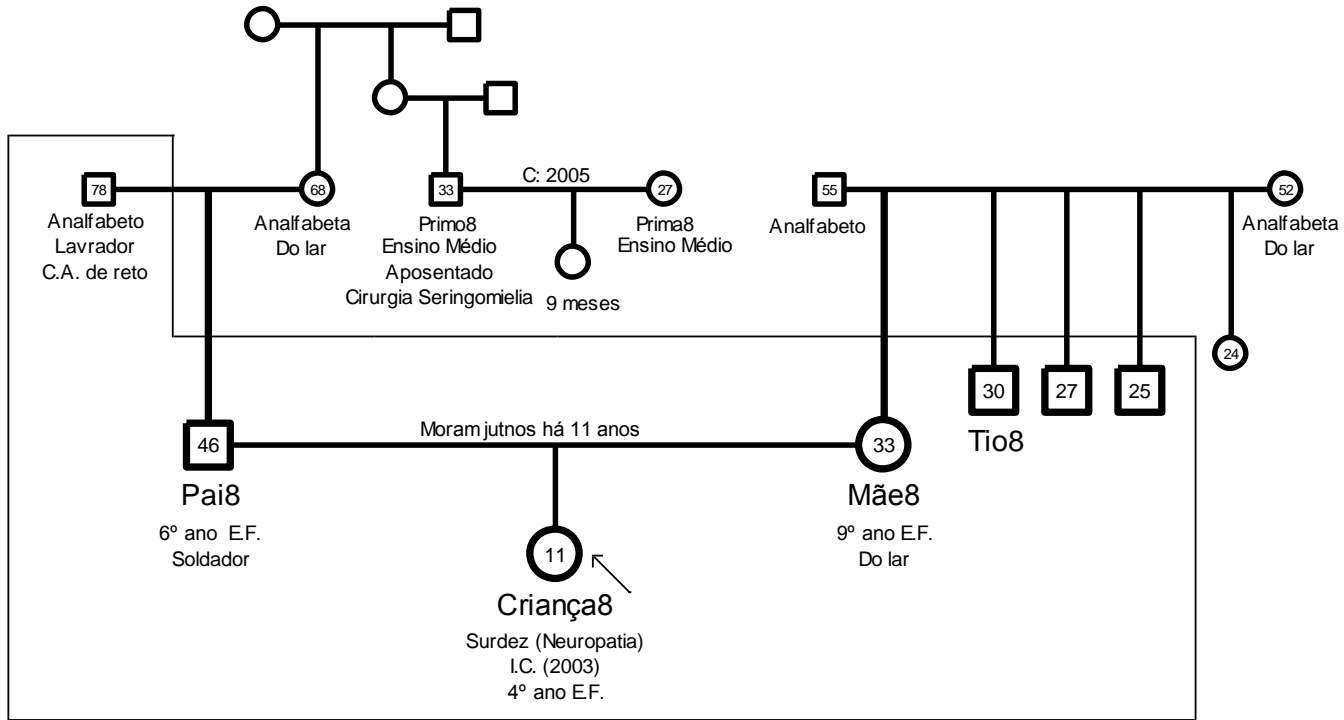 C: 2005
78
68
33
27
55
52
Analfabeto
Lavrador
C.A. de reto
Analfabeta
Do lar
Primo8
Ensino Médio
Aposentado
Cirurgia Seringomielia
9 meses
Prima8
Ensino Médio
Analfabeto
Analfabeta
Do lar
24
30
27
25
Tio8
Moram jutnos há 11 anos
46
Pai8
6º ano E.F.
Soldador
33
Mãe8
9º ano E.F.
Do lar
11
Criança8
Surdez (Neuropatia)
I.C. (2003)
4º ano E.F.